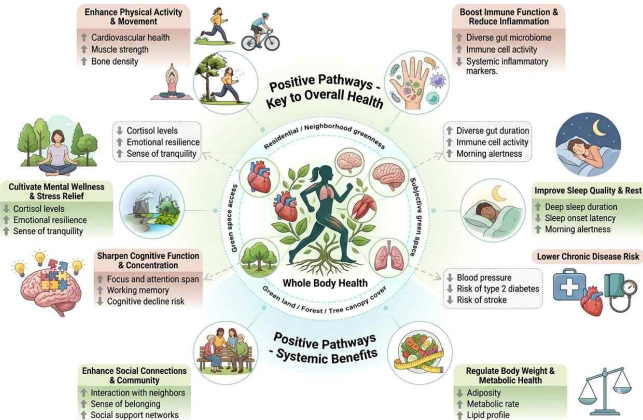 Enhance Physical Activity
& Movement
↑ Cardiovascular health
↑ Muscle strength
↑ Bone density
Boost Immune Function &
Reduce Inflammation
↑ Diverse gut microbiome
↑ Immune cell activity
↓ Systemic inflammatory
markers.
Positive Pathways -
Key to Overall Health
↓ Cortisol levels
↑ Emotional resilience
↑ Sense of tranquility
↑ Diverse gut duration
↑ Immune cell activity
↑ Morning alertness
Residential / Neighborhood greenness
Green space access
Subjective green space
Green land / Forest / Tree canopy cover
Whole Body Health
Cultivate Mental Wellness
& Stress Relief
↓ Cortisol levels
↑ Emotional resilience
↑ Sense of tranquility
Improve Sleep Quality & Rest
↑ Deep sleep duration
↓ Sleep onset latency
↑ Morning alertness
Sharpen Cognitive Function
& Concentration
↑ Focus and attention span
↑ Working memory
↓ Cognitive decline risk
Lower Chronic Disease Risk
↓ Blood pressure
↓ Risk of type 2 diabetes
↓ Risk of stroke
Positive Pathways
- Systemic Benefits
Enhance Social Connections
& Community
↑ Interaction with neighbors
↑ Sense of belonging
↑ Social support networks
Regulate Body Weight &
Metabolic Health
↓ Adiposity
↑ Metabolic rate
↑ Lipid profile